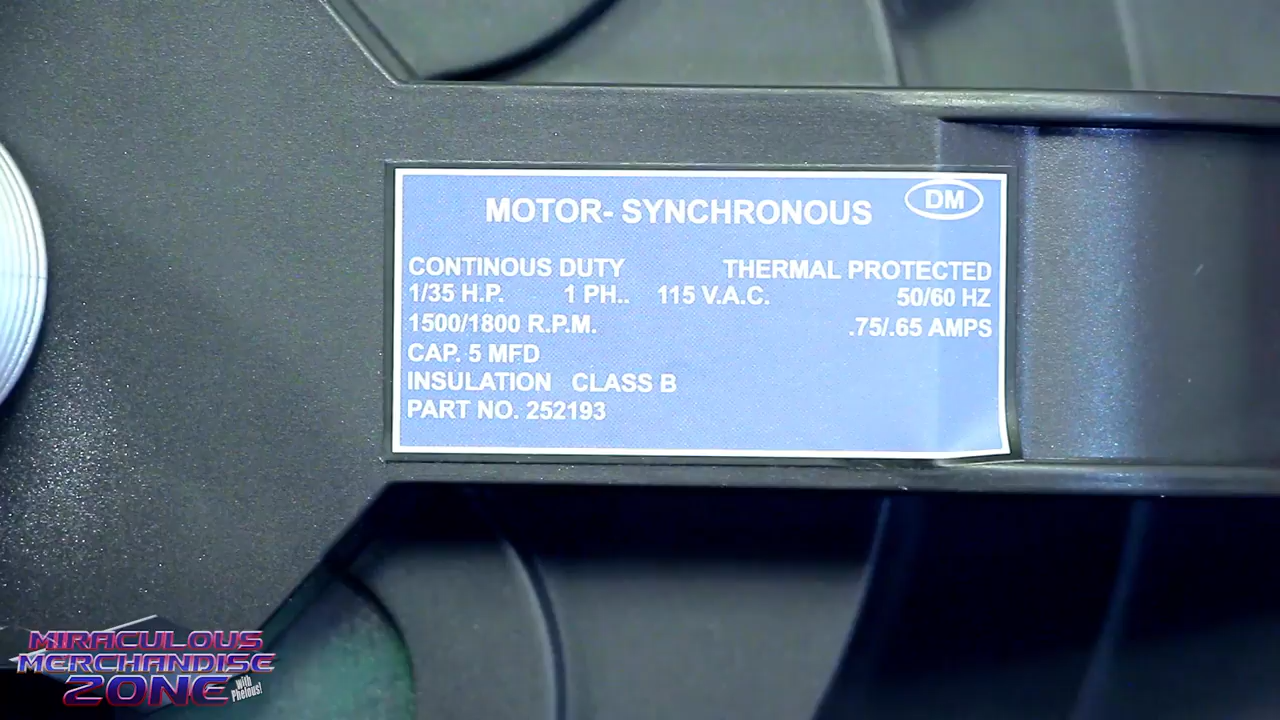 MOTOR- SYNCHRONOUS DM
CONTINOUS DUTY THERMAL PROTECTED
1/35 H.P. 1 PH.. 115 V.A.C. 50/60 HZ
1500/1800 R.P.M. .75/.65 AMPS
CAP. 5 MFD
INSULATION CLASS B
PART NO. 252193
MIRACULOUS
MERCHANDISE
ZONE with Phelous!